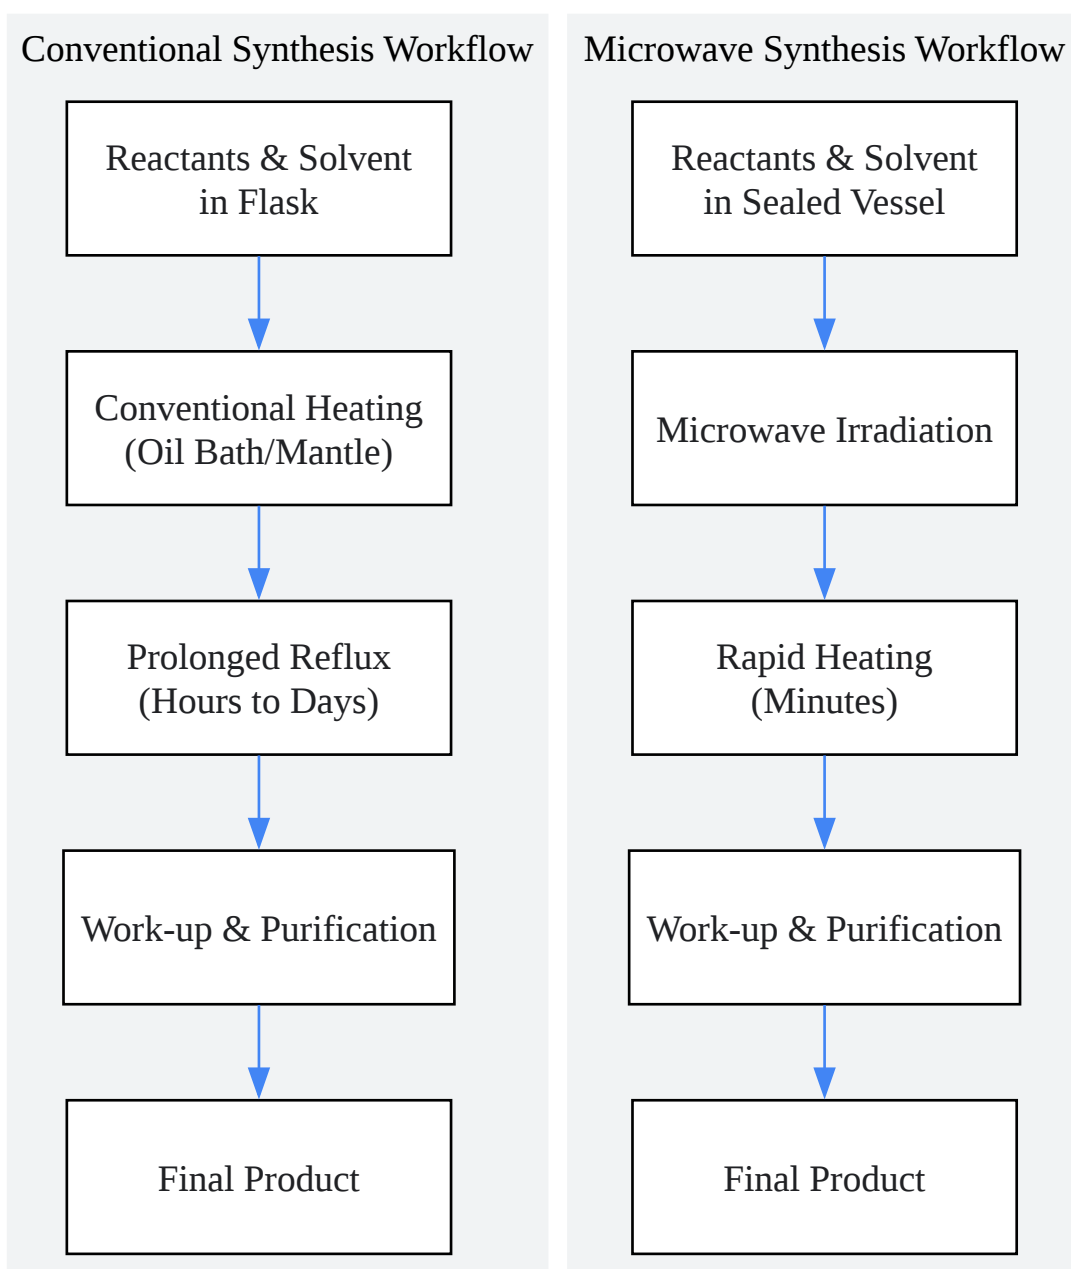 Conventional Synthesis Workflow
Reactants & Solvent
in Flask
Conventional Heating
(Oil Bath/Mantle)
Prolonged Reflux
(Hours to Days)
Work-up & Purification
Final Product
Microwave Synthesis Workflow
Reactants & Solvent
in Sealed Vessel
Microwave Irradiation
Rapid Heating
(Minutes)
Work-up & Purification
Final Product